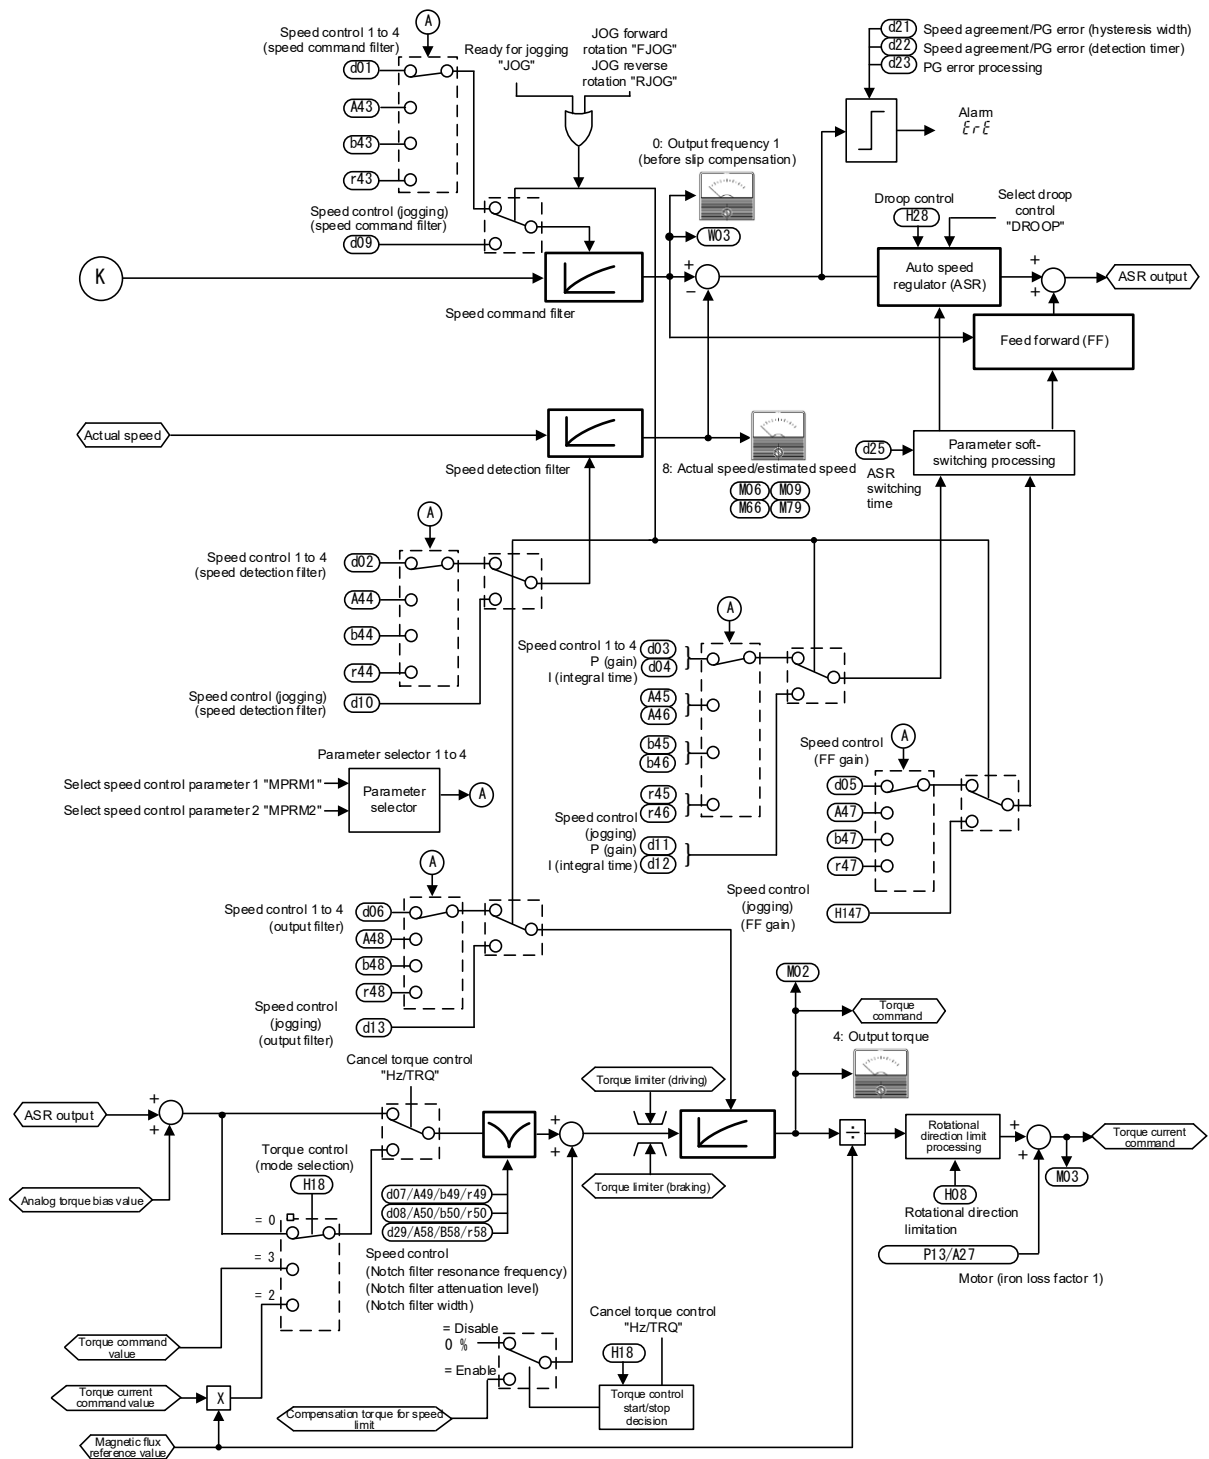 Speed control 1 to 4
(speed command filter)
A
d01
A43
b43
r43
Speed control (jogging)
(speed command filter)
d09
Ready for jogging
"JOG"
JOG forward
rotation "FJOG"
JOG reverse
rotation "RJOG"
0: Output frequency 1
(before slip compensation)
W03
d21 Speed agreement/PG error (hysteresis width)
d22 Speed agreement/PG error (detection timer)
d23 PG error processing
Alarm
ErE
Droop control
H28
Select droop
control
"DROOP"
K
Speed command filter
+
−
Auto speed
regulator (ASR)
+
+
ASR output
Feed forward (FF)
Actual speed
Speed detection filter
8: Actual speed/estimated speed
M06 M09
M66 M79
d25
ASR
switching
time
Parameter soft-
switching processing
A
Speed control 1 to 4
(speed detection filter)
d02
A44
b44
r44
Speed control (jogging)
(speed detection filter)
d10
A
Speed control 1 to 4
P (gain)
I (integral time)
d03
d04
A45
A46
b45
b46
r45
r46
Speed control
(jogging)
P (gain)
I (integral time)
d11
d12
Speed control
(FF gain)
A
d05
A47
b47
r47
Speed control
(jogging)
(FF gain)
H147
Parameter selector 1 to 4
Select speed control parameter 1 "MPRM1"
Select speed control parameter 2 "MPRM2"
Parameter
selector
A
A
Speed control 1 to 4
(output filter)
d06
A48
b48
r48
Speed control
(jogging)
(output filter)
d13
M02
Torque
command
4: Output torque
Cancel torque control
"Hz/TRQ"
Torque limiter (driving)
ASR output
+
+
Analog torque bias value
Torque control
(mode selection)
H18
= 0
= 3
= 2
d07/A49/b49/r49
d08/A50/b50/r50
d29/A58/B58/r58
Speed control
(Notch filter resonance frequency)
(Notch filter attenuation level)
(Notch filter width)
+
+
Torque limiter (braking)
÷
Rotational
direction limit
processing
H08
Rotational direction
limitation
+
+
Torque current
command
M03
P13/A27
Motor (iron loss factor 1)
Torque command
value
Torque current
command value
X
Magnetic flux
reference value
= Disable
0 %
= Enable
Compensation torque for speed
limit
Cancel torque control
"Hz/TRQ"
H18
Torque control
start/stop
decision